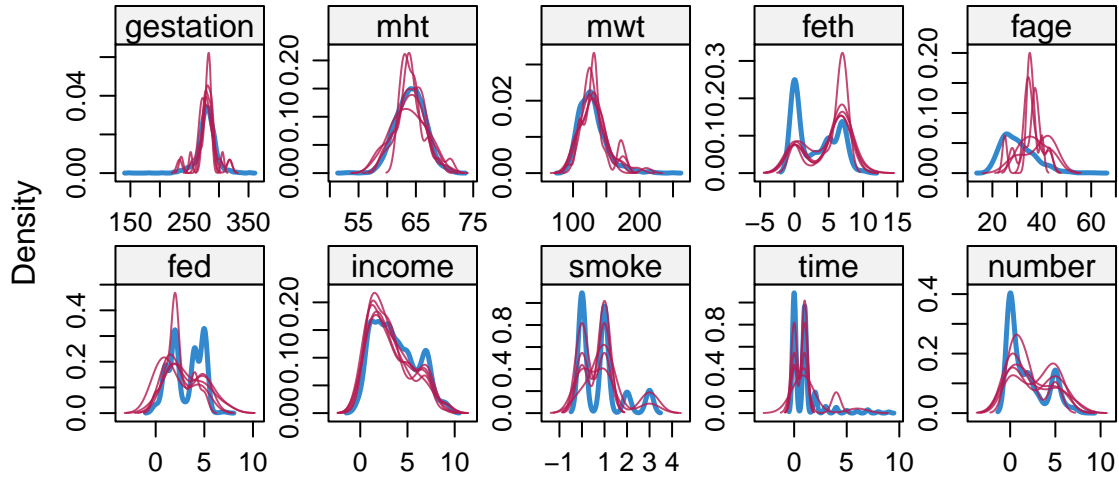 Density
gestation
0.00 0.04
150 250 350
mht
0.00 0.10 0.20
55 65 75
mwt
0.00 0.02
100 200
feth
0.0 0.1 0.2 0.3
−5 0 5 10 15
fage
0.00 0.10 0.20
20 40 60
fed
0.0 0.2 0.4
0 5 10
income
0.00 0.10 0.20
0 5 10
smoke
0.0 0.4 0.8
−1 1 2 3 4
time
0.0 0.4 0.8
0 5 10
number
0.0 0.2 0.4
0 5 10